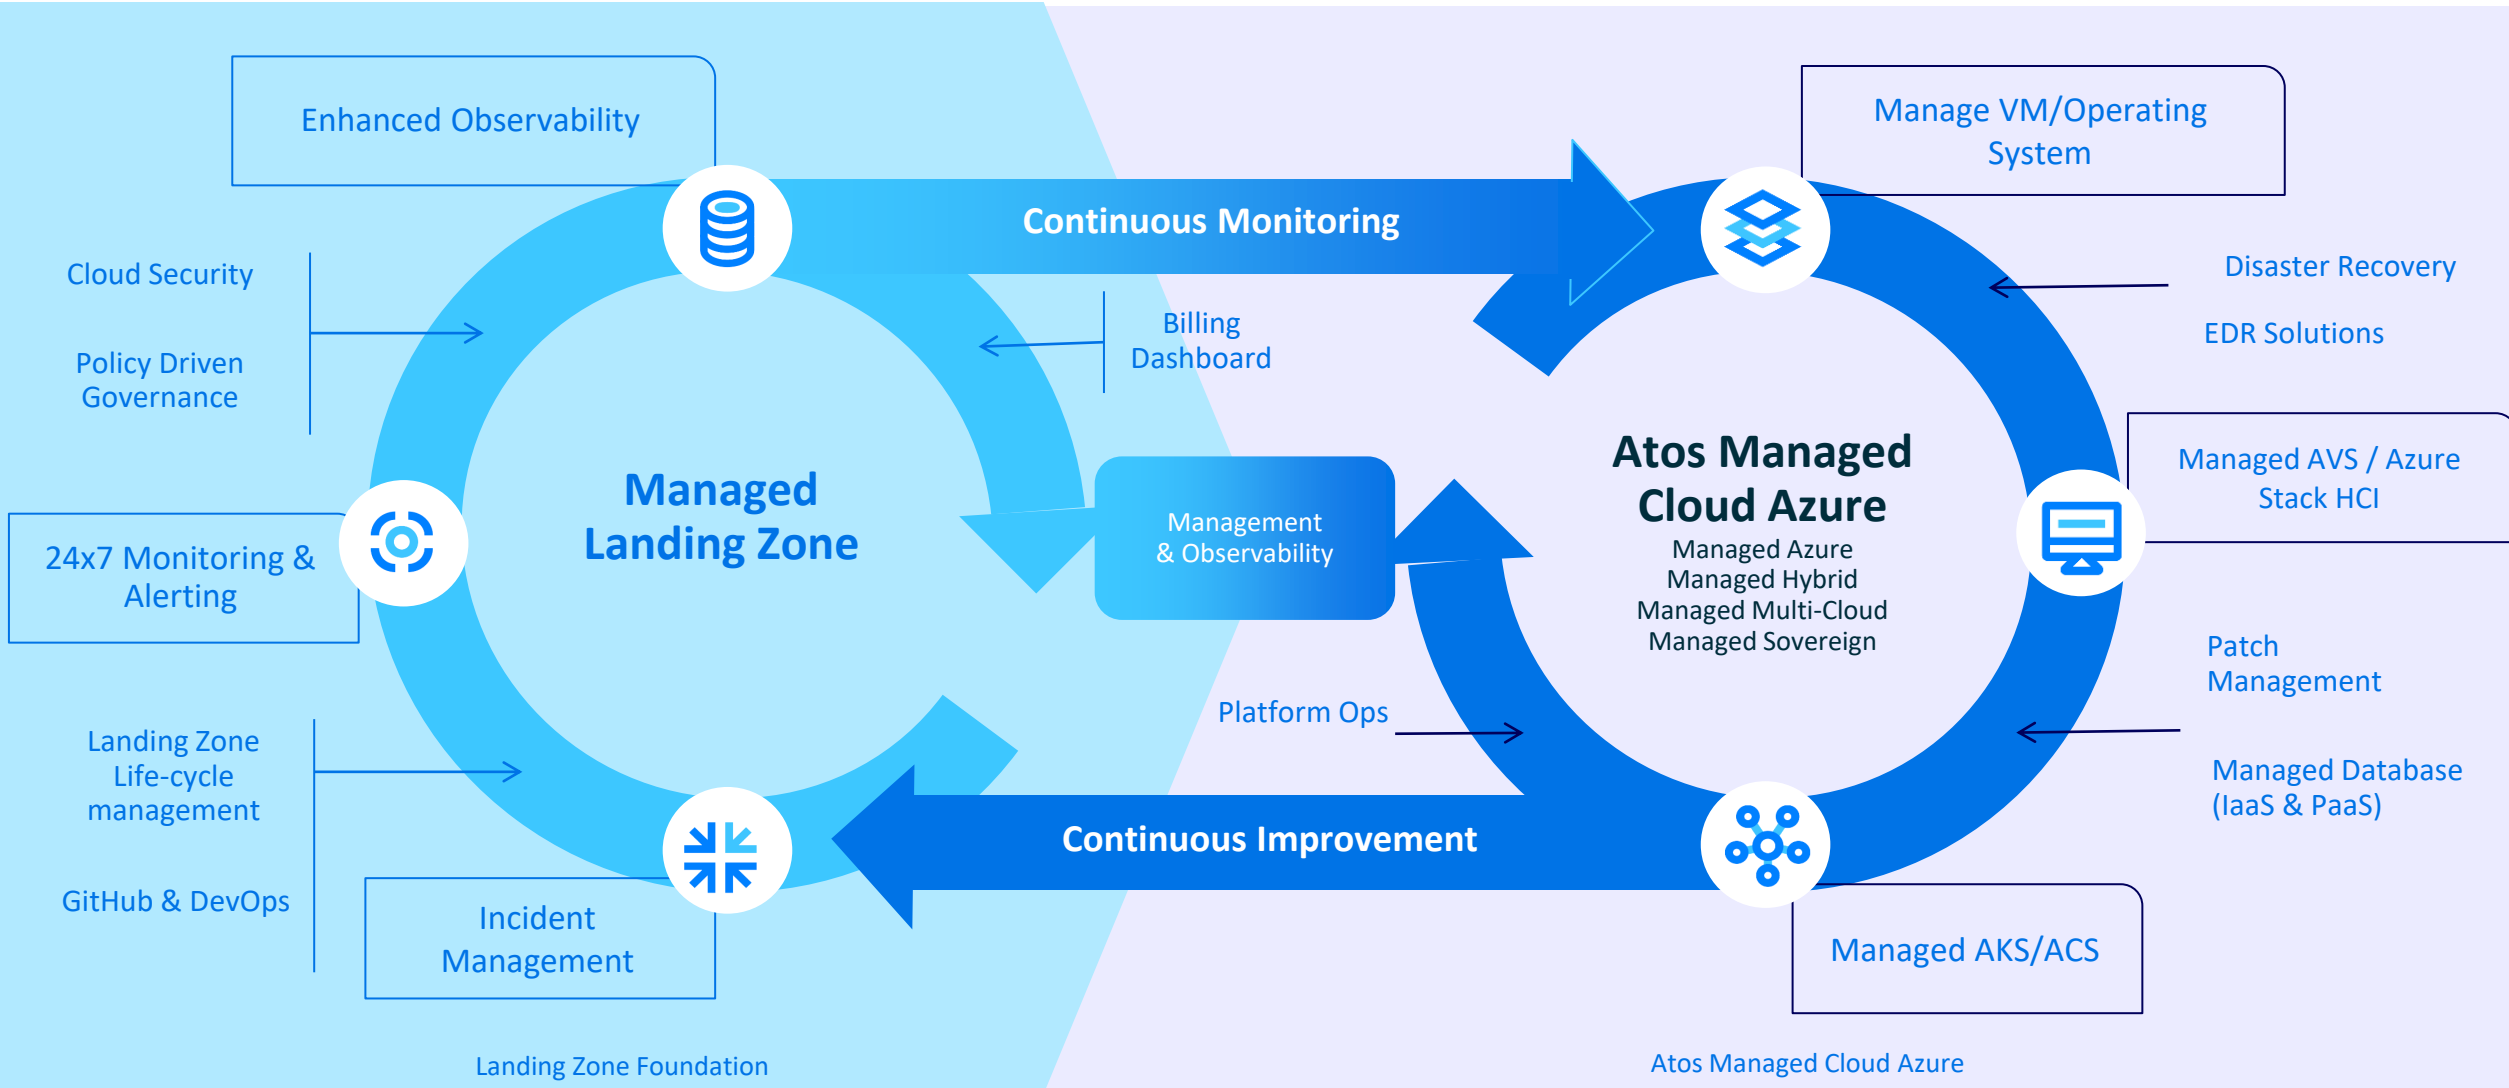 Enhanced Observability
Manage VM/Operating
System
Continuous Monitoring
Cloud Security
Policy Driven
Governance
Billing
Dashboard
Disaster Recovery
EDR Solutions
Managed
Landing Zone
Management
& Observability
Atos Managed
Cloud Azure
Managed Azure
Managed Hybrid
Managed Multi-Cloud
Managed Sovereign
Managed AVS / Azure
Stack HCI
24x7 Monitoring &
Alerting
Landing Zone
Life-cycle
management
GitHub & DevOps
Platform Ops
Patch
Management
Managed Database
(IaaS & PaaS)
Continuous Improvement
Incident
Management
Managed AKS/ACS
Landing Zone Foundation
Atos Managed Cloud Azure